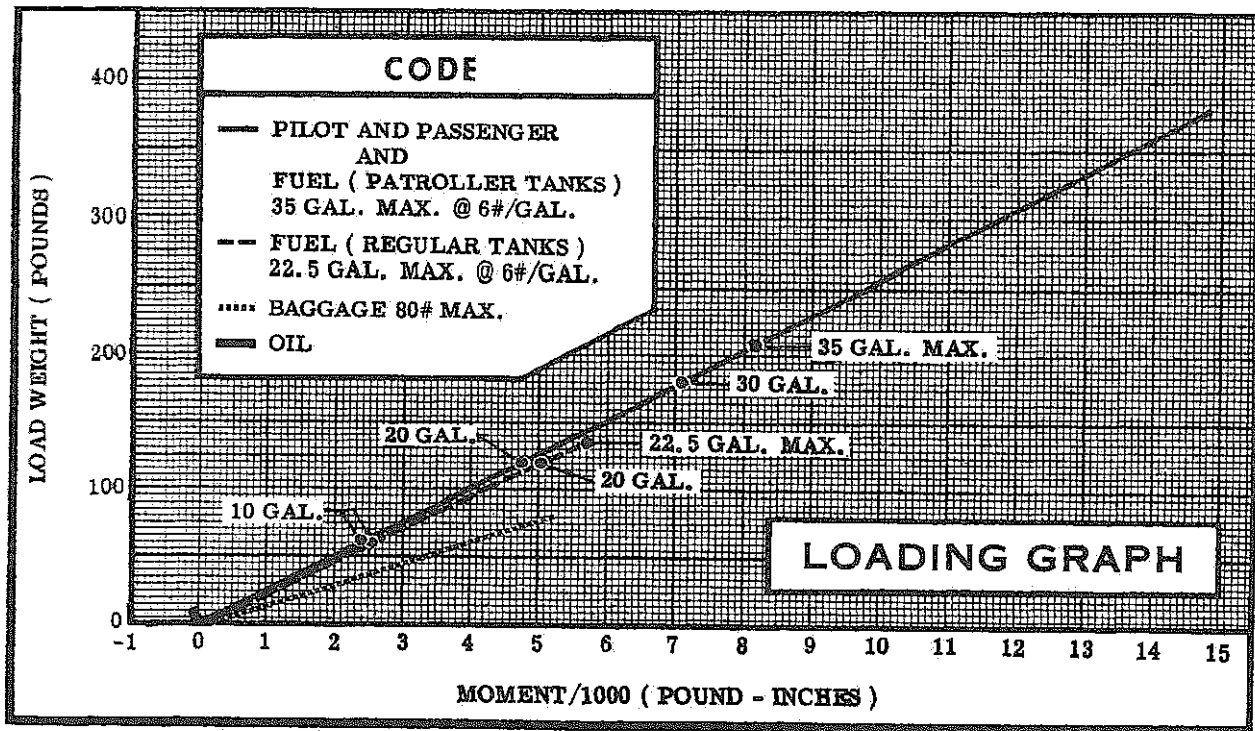 CODE
PILOT AND PASSENGER
AND
FUEL ( PATROLLER TANKS )
35 GAL. MAX. @ 6#/GAL.
FUEL ( REGULAR TANKS )
22.5 GAL. MAX. @ 6#/GAL.
BAGGAGE 80# MAX.
OIL
LOAD WEIGHT ( POUNDS )
400
300
200
100
0
35 GAL. MAX.
30 GAL.
20 GAL.
22.5 GAL. MAX.
20 GAL.
10 GAL.
LOADING GRAPH
-1 0 1 2 3 4 5 6 7 8 9 10 11 12 13 14 15
MOMENT/1000 ( POUND - INCHES )